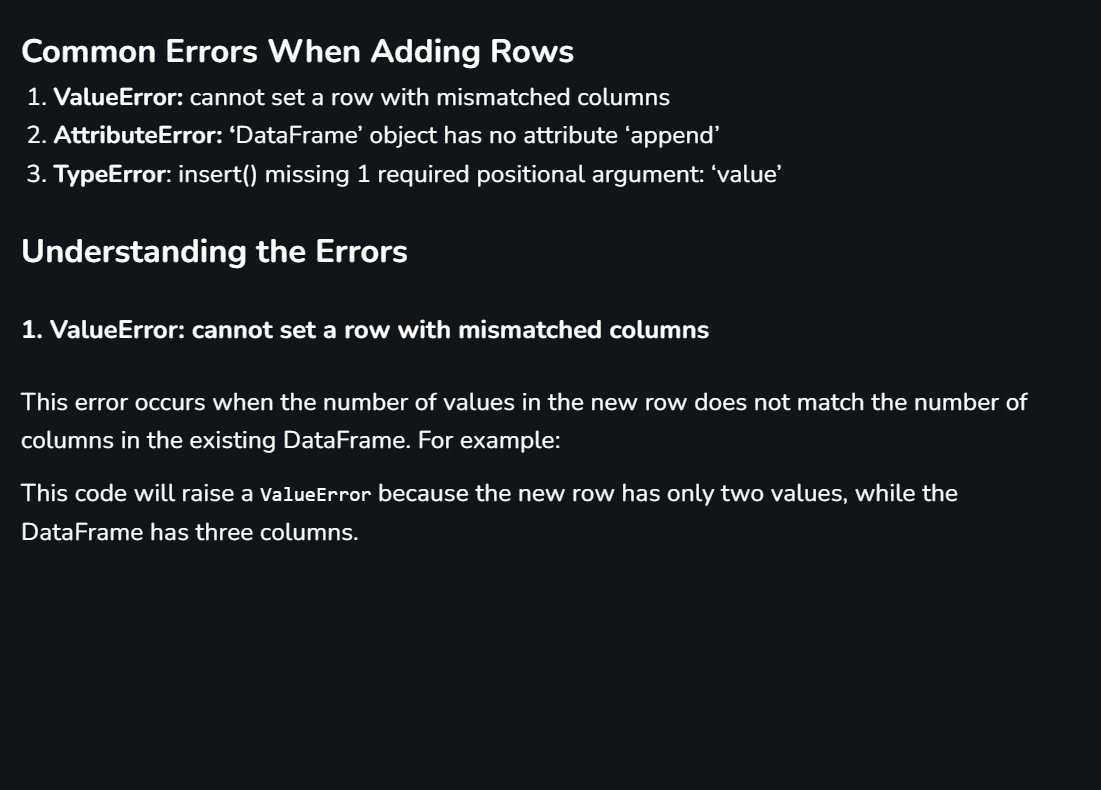 Common Errors When Adding Rows
1. ValueError: cannot set a row with mismatched columns
2. AttributeError: ‘DataFrame’ object has no attribute ‘append’
3. TypeError: insert() missing 1 required positional argument: ‘value’
Understanding the Errors
1. ValueError: cannot set a row with mismatched columns
This error occurs when the number of values in the new row does not match the number of
columns in the existing DataFrame. For example:
This code will raise a ValueError because the new row has only two values, while the
DataFrame has three columns.